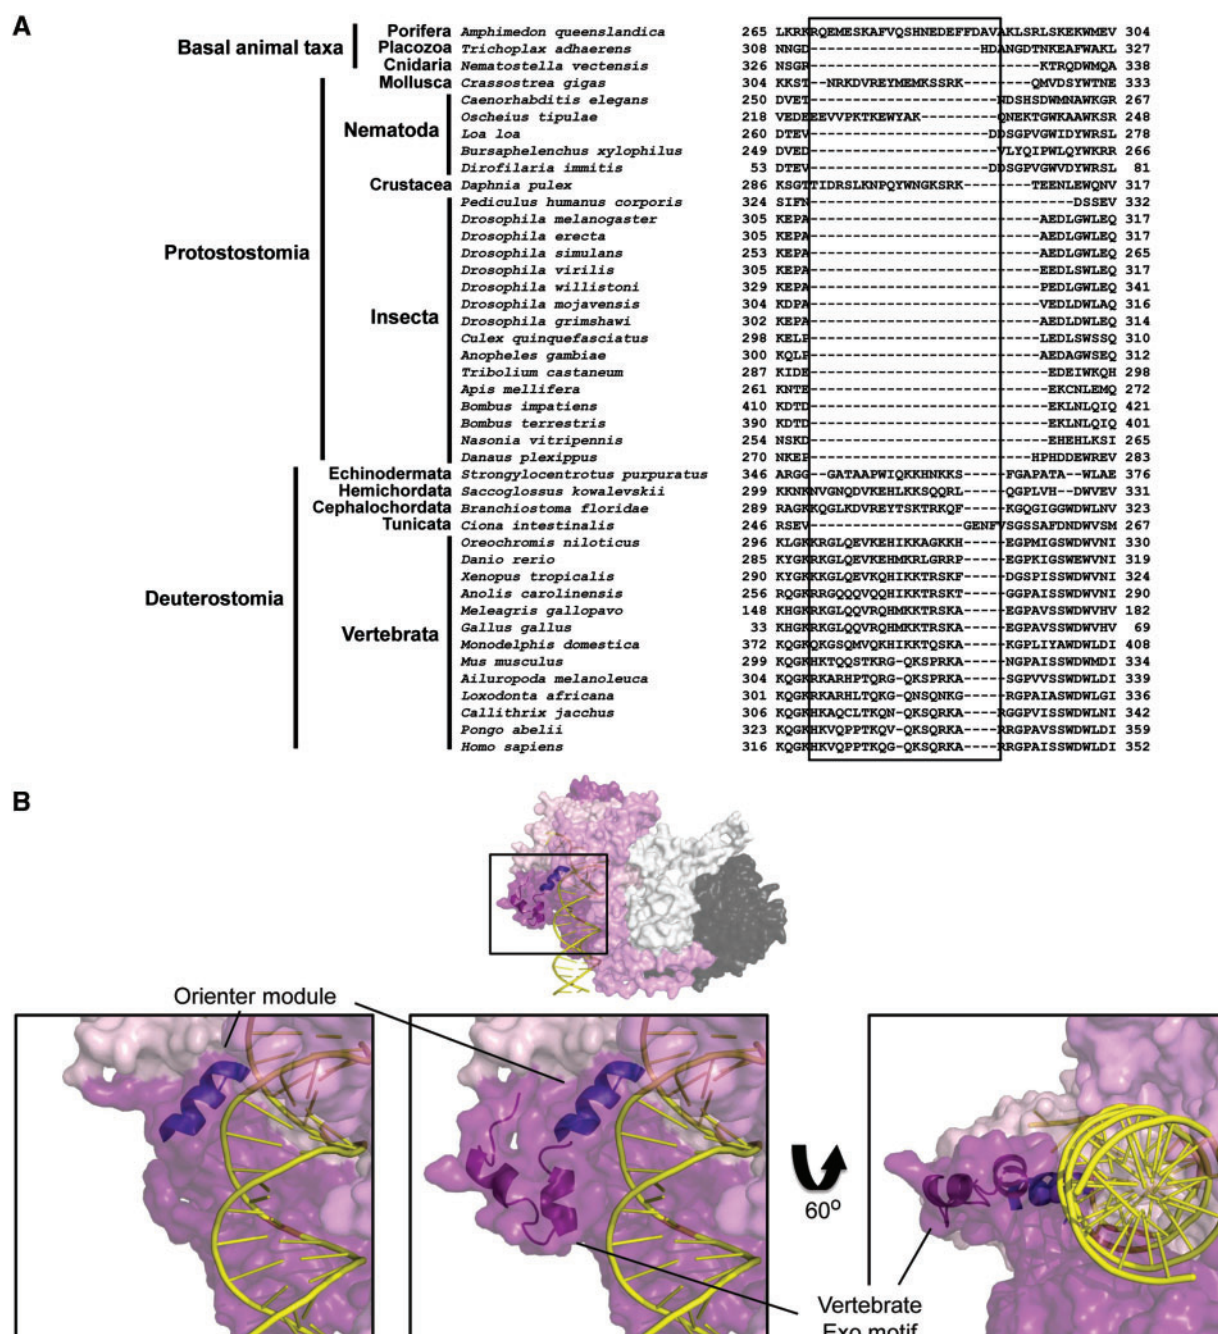 A
Basal animal taxa
Porifera Amphimedon queenslandica 265 LKRKRQEMESKAFVQSHNEDEFFDAVAKLSRLSKEKWMEV 304
Placozoa Trichoplax adhaerens 308 NNGD--------------------HDANGDTNKEAFWAKL 327
Cnidaria Nematostella vectensis 326 NSGR---------------------------KTRQDWMQA 338
Mollusca Crassostrea gigas 304 KKST--NRKDVREYMEMKSSRK--------QMVDSYWTNE 333
Protostostomia
Nematoda
Caenorhabditis elegans 250 DVET----------------------NDSHSDWMNAWKGR 267
Oscheius tipulae 218 VEDEEEVVPKTKEWYAK---------QNEKTGWKAAWKSR 248
Loa loa 260 DTEV---------------------DDSGPVGWIDYWRSL 278
Bursaphelenchus xylophilus 249 DVED----------------------VLYQIPWLQYWKRR 266
Dirofilaria immitis 53 DTEV---------------------DDSGPVGWVDYWRSL 81
Crustacea Daphnia pulex 286 KSGTTIDRSLKNPQYWNGKSRK--------TEENLEWQNV 317
Insecta
Pediculus humanus corporis 324 SIFN-------------------------------DSSEV 332
Drosophila melanogaster 305 KEPA---------------------------AEDLGWLEQ 317
Drosophila erecta 305 KEPA---------------------------AEDLGWLEQ 317
Drosophila simulans 253 KEPA---------------------------AEDLGWLEQ 265
Drosophila virilis 305 KEPA---------------------------EEDLSWLEQ 317
Drosophila willistoni 329 KEPA---------------------------PEDLGWLEQ 341
Drosophila mojavensis 304 KDPA---------------------------VEDLDWLAQ 316
Drosophila grimshawi 302 KEPA---------------------------AEDLDWLEQ 314
Culex quinquefasciatus 298 KELP---------------------------LEDLSWSSQ 310
Anopheles gambiae 300 KQLP---------------------------AEDAGWSEQ 312
Tribolium castaneum 287 KIDE----------------------------EDEIWKQH 298
Apis mellifera 261 KNTE----------------------------EKCNLEMQ 272
Bombus impatiens 410 KDTD----------------------------EKLNLQIQ 421
Bombus terrestris 390 KDTD----------------------------EKLNLQIQ 401
Nasonia vitripennis 254 NSKD----------------------------EHEHLKSI 265
Danaus plexippus 270 NKEP--------------------------HPHDDEWREV 283
Deuterostomia
Echinodermata Strongylocentrotus purpuratus 346 ARGG--GATAAPWIQKKHNKKS-----FGAPATA--WLAE 376
Hemichordata Saccoglossus kowalevskii 299 KKNKNVGNQDVKEHLKKSQQRL-----QGPLVH--DWVEV 331
Cephalochordata Branchiostoma floridae 289 RAGKKQGLKDVREYTSKTRKQF-----KGQGIGGWDWLNV 323
Tunicata Ciona intestinalis 246 RSEV------------------GENFVSGSSAFDNDWVSM 267
Vertebrata
Oreochromis niloticus 296 KLGKKRGLQEVKEHIKKAGKKH-----EGPMIGSWDWVNI 330
Danio rerio 285 KYGKRKGLQEVKEHMKRLGRRP-----EGPKIGSWEWVNI 319
Xenopus tropicalis 290 KYGKKKGLQEVKQHIKKTRSKF-----DGSPISSWDWVNI 324
Anolis carolinensis 256 RQGKRRGQQQVQQHIKKTRSKT-----GGPAISSWDWVNI 290
Meleagris gallopavo 148 KHGKRKGLQQVRQHMKKTRSKA-----EGPAVSSWDWVHV 182
Gallus gallus 33 KHGKRKGLQQVRQHMKKTRSKA-----EGPAVSSWDWVHV 69
Monodelphis domestica 372 KQGKQKGSQMVQKHIKKTQSKA-----KGPLIYAWDWLDI 408
Mus musculus 299 KQGKHKTQQSTKRG-QKSPRKA-----NGPAISSWDWMDI 334
Ailuropoda melanoleuca 304 KQGKRKARHPTQRG-QKSPRKA-----SGPVVSSWDWLDI 339
Loxodonta africana 301 KQGKRKARHLTQKG-QNSQNKG-----RGPAIASWDWLGI 336
Callithrix jacchus 306 KQGKHKAQCLTKQN-QKSQRKA----RGGPVISSWDWLNI 342
Pongo abelii 323 KQGKHKVQPPTKQV-QKSQRKA----RRGPAISSWDWLDI 359
Homo sapiens 316 KQGKHKVQPPTKQG-QKSQRKA----RRGPAISSWDWLDI 352
B
Orienter module
60°
Vertebrate
Exo motif